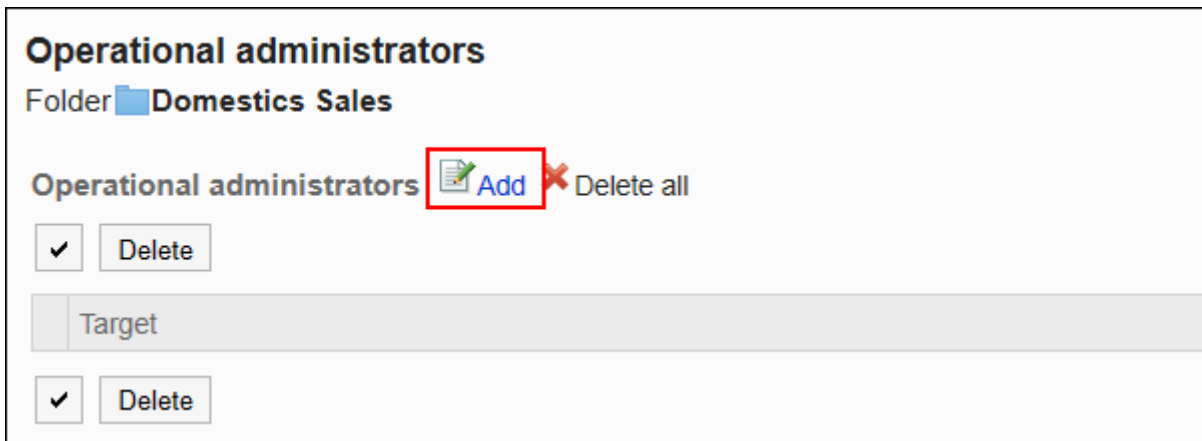 Operational administrators
Folder Domestics Sales
Operational administrators Add Delete all
Delete
Target
Delete